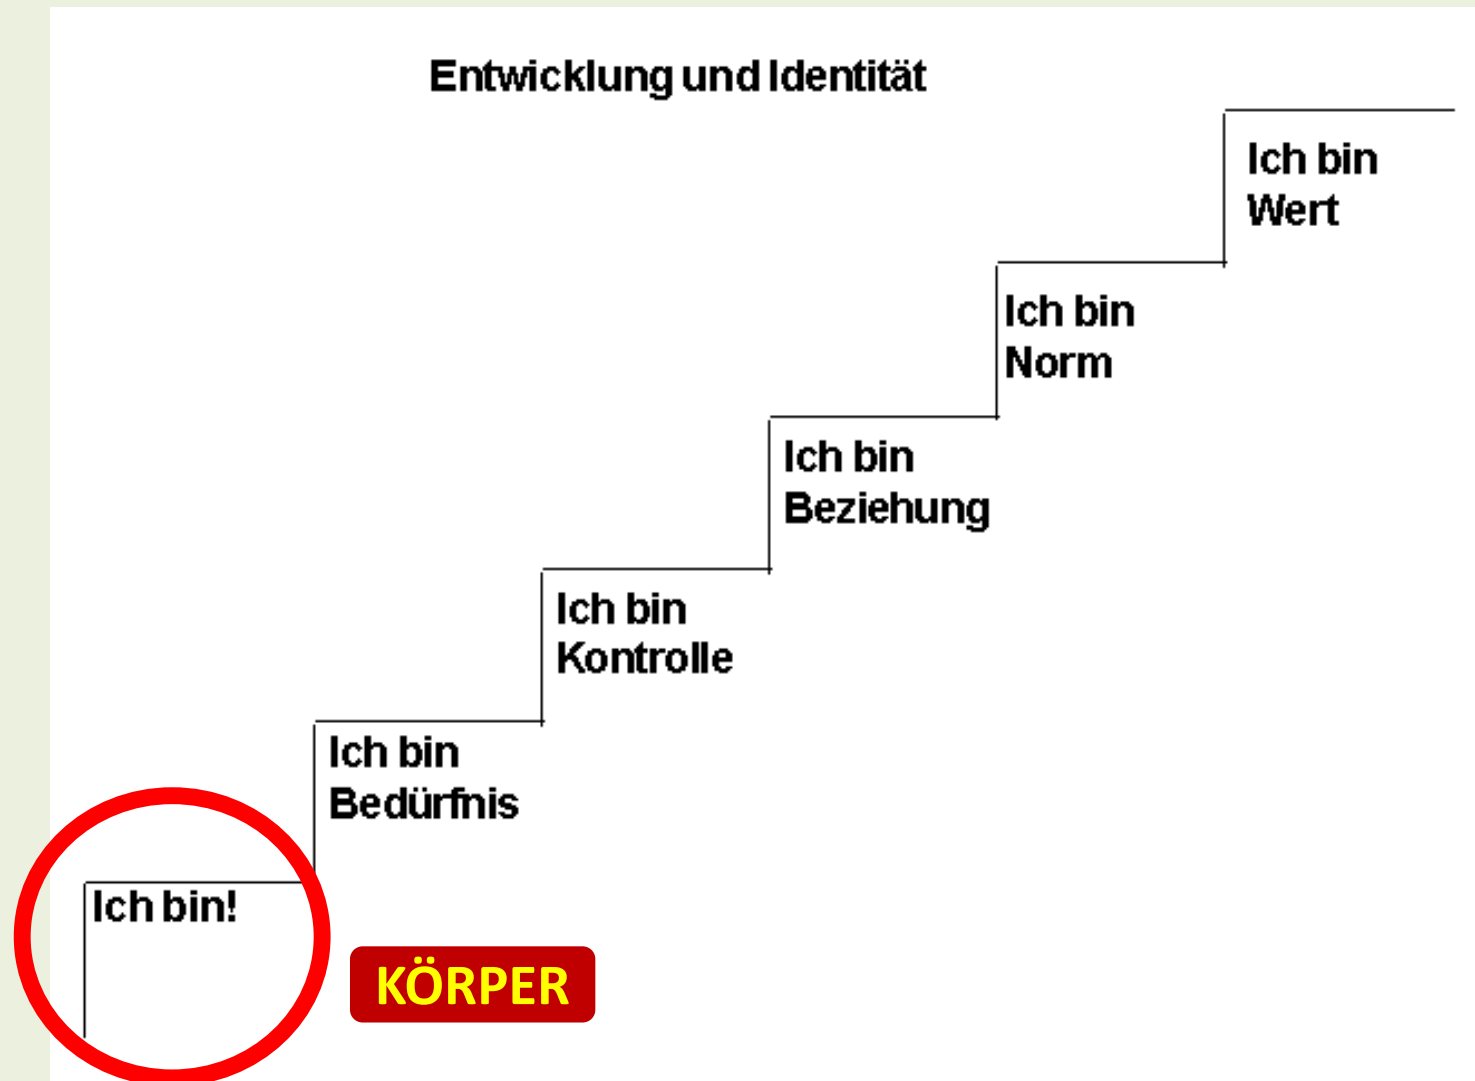 Entwicklung und Identität
Ich bin
Wert
Ich bin
Norm
Ich bin
Beziehung
Ich bin
Kontrolle
Ich bin
Bedürfnis
Ich bin!
KÖRPER